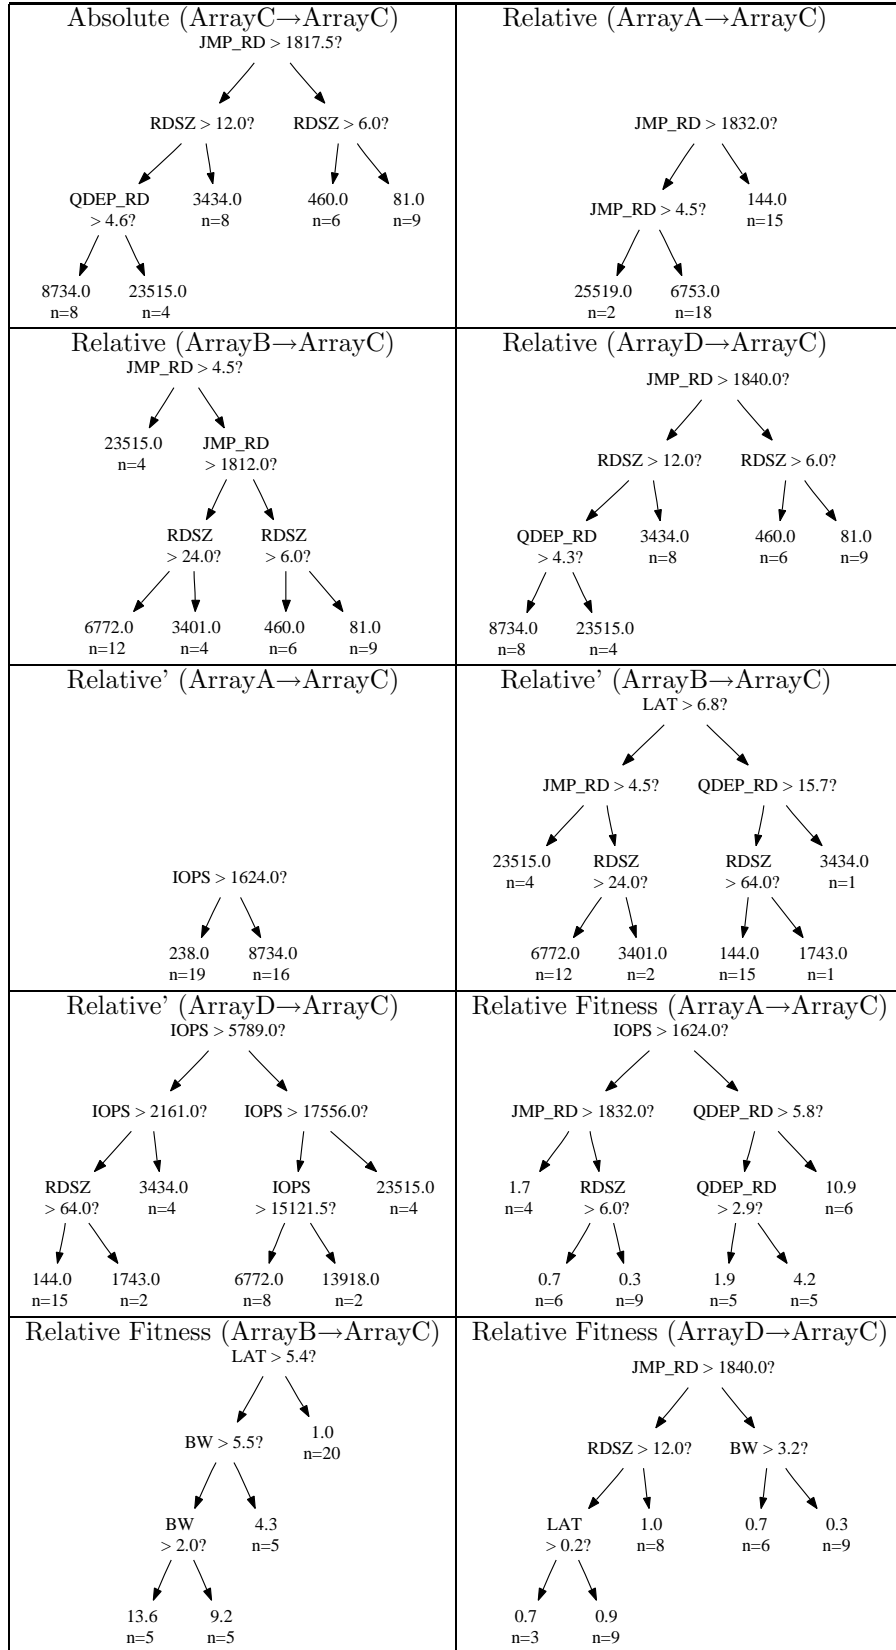 Absolute (ArrayC→ArrayC)
JMP_RD > 1817.5?
RDSZ > 12.0? RDSZ > 6.0?
QDEP_RD 3434.0 460.0 81.0
> 4.6? n=8 n=6 n=9
8734.0 23515.0
n=8 n=4
Relative (ArrayA→ArrayC)
JMP_RD > 1832.0?
JMP_RD > 4.5? 144.0
n=15
25519.0 6753.0
n=2 n=18
Relative (ArrayB→ArrayC)
JMP_RD > 4.5?
23515.0 JMP_RD
n=4 > 1812.0?
RDSZ RDSZ
> 24.0? > 6.0?
6772.0 3401.0 460.0 81.0
n=12 n=4 n=6 n=9
Relative (ArrayD→ArrayC)
JMP_RD > 1840.0?
RDSZ > 12.0? RDSZ > 6.0?
QDEP_RD 3434.0 460.0 81.0
> 4.3? n=8 n=6 n=9
8734.0 23515.0
n=8 n=4
Relative’ (ArrayA→ArrayC)
IOPS > 1624.0?
238.0 8734.0
n=19 n=16
Relative’ (ArrayB→ArrayC)
LAT > 6.8?
JMP_RD > 4.5? QDEP_RD > 15.7?
23515.0 RDSZ RDSZ 3434.0
n=4 > 24.0? > 64.0? n=1
6772.0 3401.0 144.0 1743.0
n=12 n=2 n=15 n=1
Relative’ (ArrayD→ArrayC)
IOPS > 5789.0?
IOPS > 2161.0? IOPS > 17556.0?
RDSZ 3434.0 IOPS 23515.0
> 64.0? n=4 > 15121.5? n=4
144.0 1743.0 6772.0 13918.0
n=15 n=2 n=8 n=2
Relative Fitness (ArrayA→ArrayC)
IOPS > 1624.0?
JMP_RD > 1832.0? QDEP_RD > 5.8?
1.7 RDSZ QDEP_RD 10.9
n=4 > 6.0? > 2.9? n=6
0.7 0.3 1.9 4.2
n=6 n=9 n=5 n=5
Relative Fitness (ArrayB→ArrayC)
LAT > 5.4?
BW > 5.5? 1.0
n=20
BW 4.3
> 2.0? n=5
13.6 9.2
n=5 n=5
Relative Fitness (ArrayD→ArrayC)
JMP_RD > 1840.0?
RDSZ > 12.0? BW > 3.2?
LAT 1.0 0.7 0.3
> 0.2? n=8 n=6 n=9
0.7 0.9
n=3 n=9